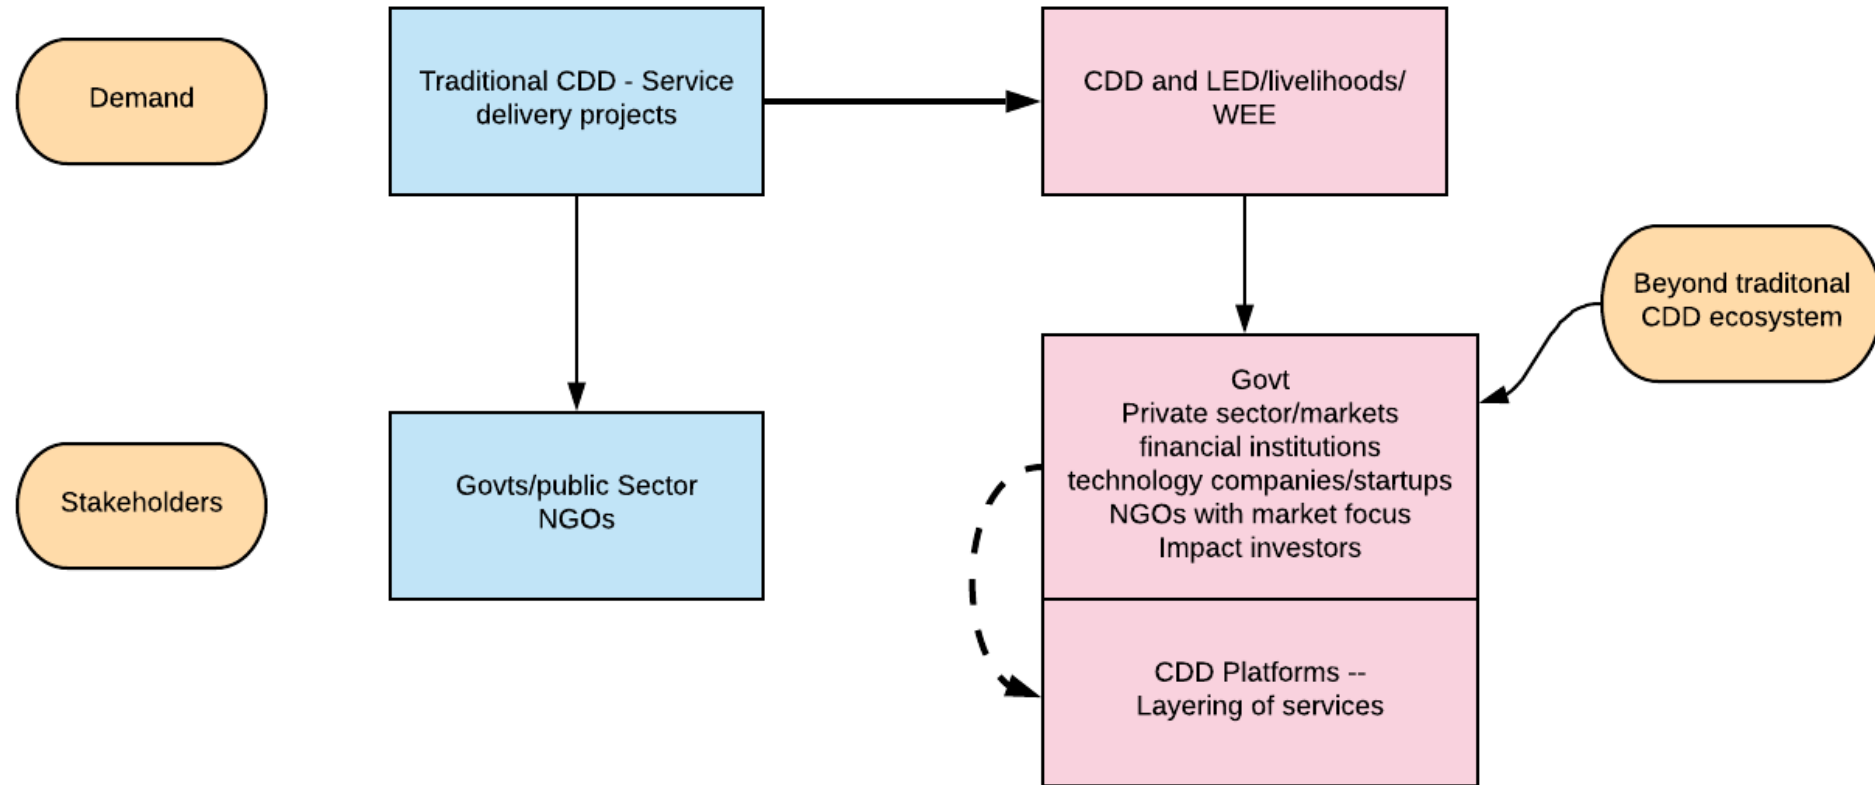 Demand
Traditional CDD - Service
delivery projects
CDD and LED/livelihoods/
WEE
Beyond traditonal
CDD ecosystem
Stakeholders
Govts/public Sector
NGOs
Govt
Private sector/markets
financial institutions
technology companies/startups
NGOs with market focus
Impact investors
CDD Platforms --
Layering of services